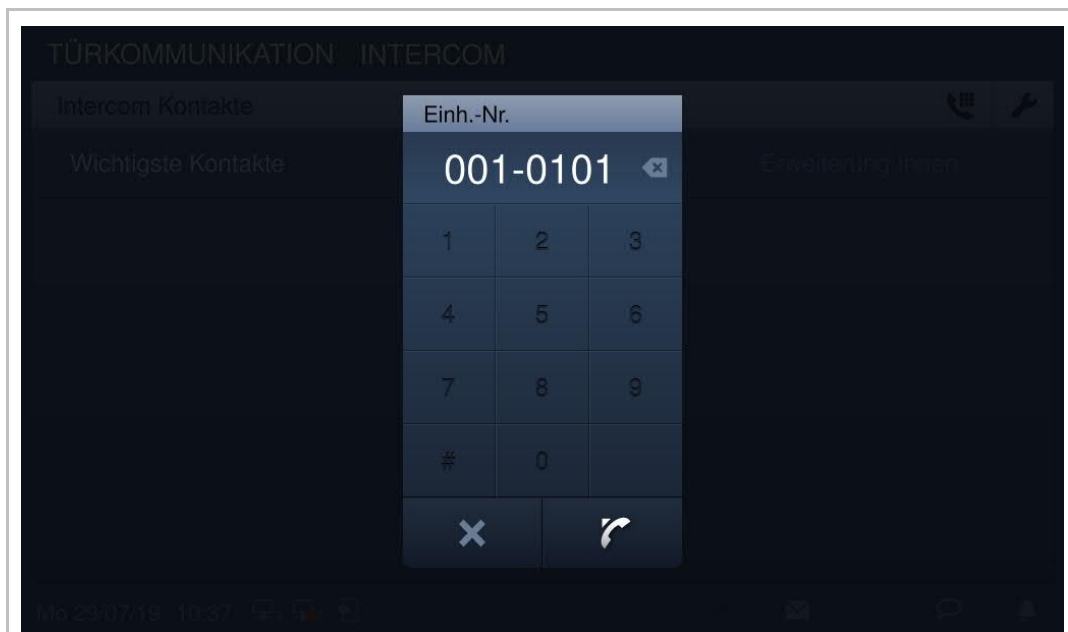 TÜRKOMMUNIKATION INTERCOM
Intercom Kontakte
Einh.-Nr.
Wichtigste Kontakte
001-0101
Erweiterung Innen
1 2 3
4 5 6
7 8 9
# 0
Mo 29/07/19 10:37